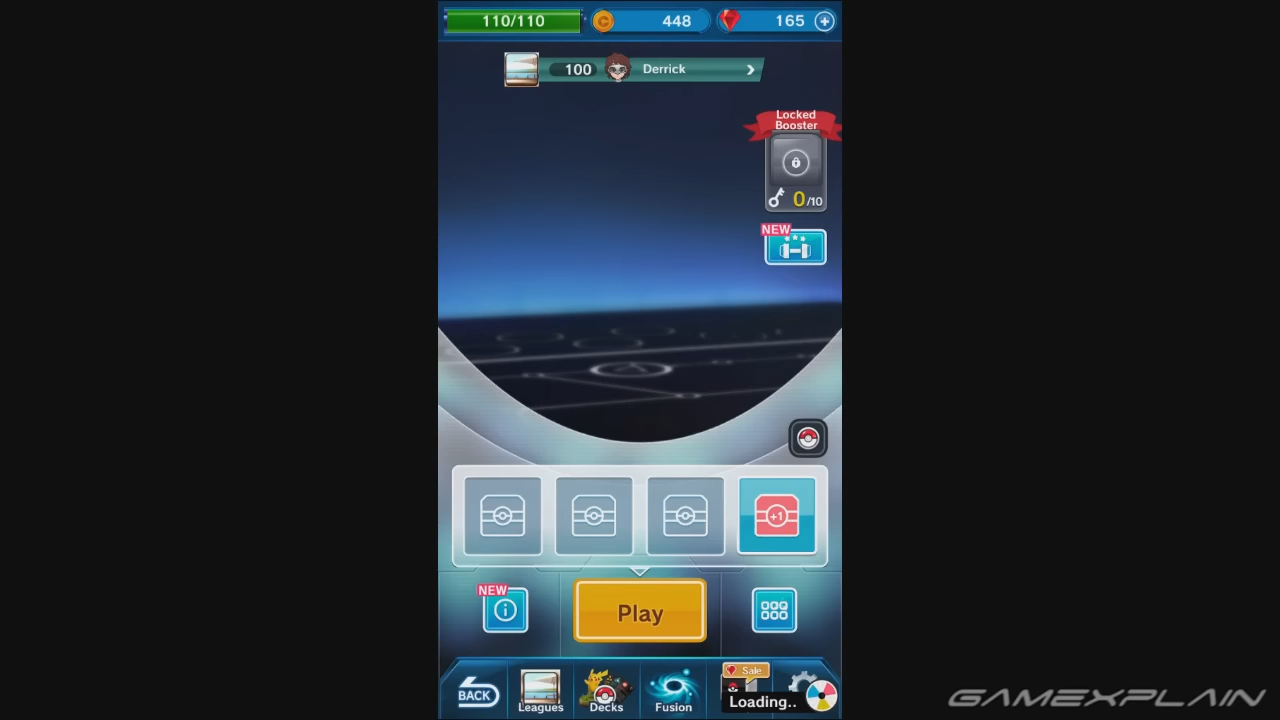 110/110 448 165
100 Derrick
Locked
Booster
0/10
NEW
+1
NEW
Play
Sale
BACK Leagues Decks Fusion Loading..
GAMEXPLAIN